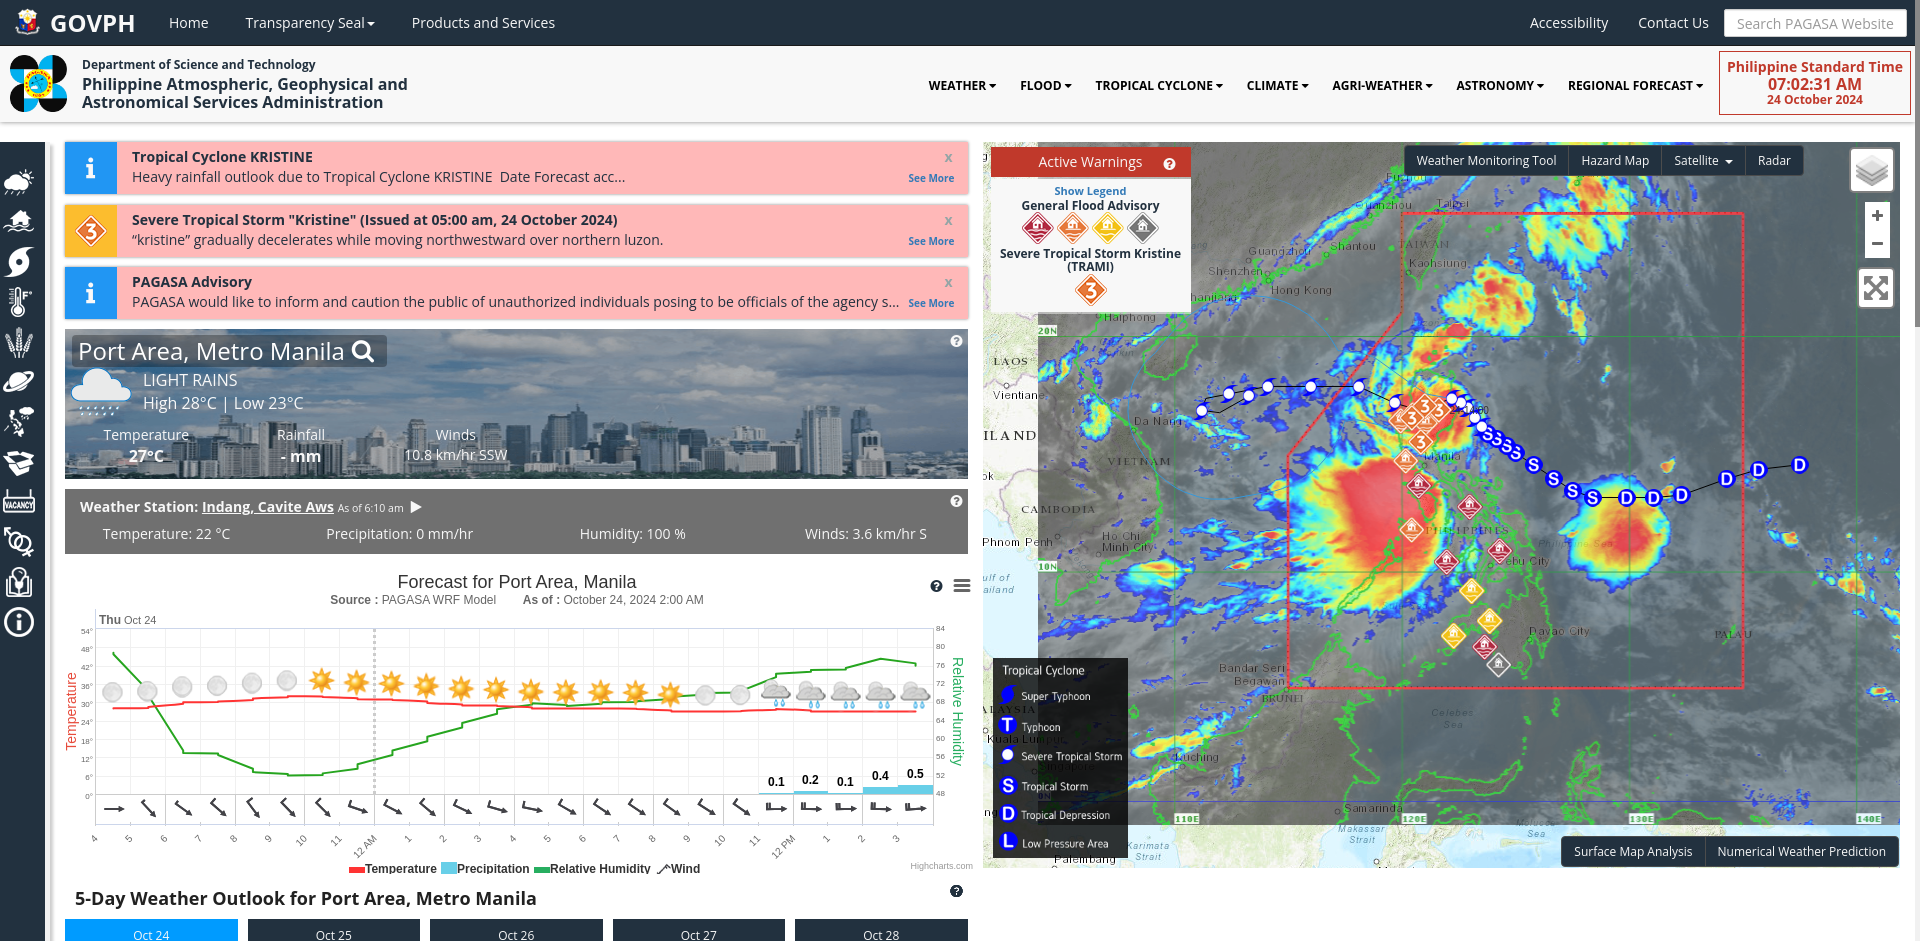 GOVPH
Home
Transparency Seal
Products and Services
Accessibility
Contact Us
Search PAGASA Website
Department of Science and Technology
Philippine Atmospheric, Geophysical and
Astronomical Services Administration
WEATHER
FLOOD
TROPICAL CYCLONE
CLIMATE
AGRI-WEATHER
ASTRONOMY
REGIONAL FORECAST
Philippine Standard Time
07:02:31 AM
24 October 2024
Tropical Cyclone KRISTINE
x
Heavy rainfall outlook due to Tropical Cyclone KRISTINE Date Forecast acc...
See More
3
Severe Tropical Storm "Kristine" (Issued at 05:00 am, 24 October 2024)
x
“kristine” gradually decelerates while moving northwestward over northern luzon.
See More
PAGASA Advisory
x
PAGASA would like to inform and caution the public of unauthorized individuals posing to be officials of the agency s...
See More
VACANCY
Port Area, Metro Manila
?
LIGHT RAINS
High 28°C | Low 23°C
Temperature
Rainfall
Winds
27°C
- mm
10.8 km/hr SSW
Weather Station: Indang, Cavite Aws As of 6:10 am
?
Temperature: 22 °C
Precipitation: 0 mm/hr
Humidity: 100 %
Winds: 3.6 km/hr S
Forecast for Port Area, Manila
?
Source : PAGASA WRF Model
As of : October 24, 2024 2:00 AM
Thu Oct 24
54°
48°
42°
36°
30°
24°
18°
12°
6°
0°
Temperature
84
80
76
72
68
64
60
56
52
48
Relative Humidity
0.1
0.2
0.1
0.4
0.5
4
5
6
7
8
9
10
11
12 AM
1
2
3
4
5
6
7
8
9
10
11
12 PM
1
2
3
Temperature
Precipitation
Relative Humidity
Wind
Highcharts.com
5-Day Weather Outlook for Port Area, Metro Manila
?
Oct 24
Oct 25
Oct 26
Oct 27
Oct 28
Active Warnings
?
Show Legend
General Flood Advisory
Severe Tropical Storm Kristine
(TRAMI)
3
Weather Monitoring Tool
Hazard Map
Satellite
Radar
+
−
Taipei
TAIWAN
Guangzhou
Shantou
Kaohsiung
Shenzhen
Hong Kong
Haiphong
20N
LAOS
Vientiane
Da Nang
VIETNAM
Manila
CAMBODIA
Phnom Penh
Ho Chi
Minh City
PHILIPPINES
10N
Davao City
PALAU
Bandar Seri
Begawan
BRUNEI
Celebes
Sea
Kuching
Samarinda
110E
120E
130E
140E
Makassar
Strait
Karimata
Strait
Palembang
Tropical Cyclone
Super Typhoon
T Typhoon
Severe Tropical Storm
S Tropical Storm
D Tropical Depression
L Low Pressure Area
Surface Map Analysis
Numerical Weather Prediction